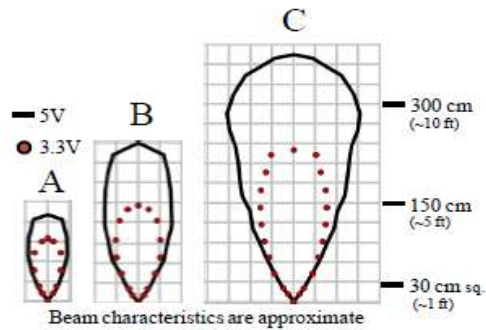 C
5V
B
300 cm
(~10 ft)
3.3V
A
150 cm
(~5 ft)
30 cm sq.
(~1 ft)
Beam characteristics are approximate